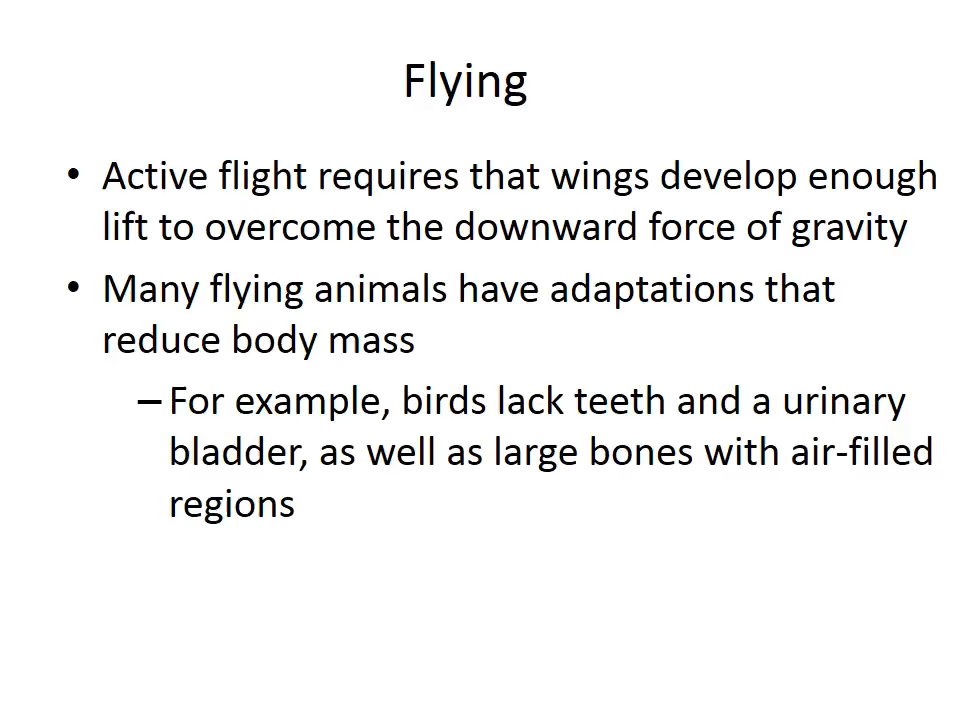 Flying
• Active flight requires that wings develop enough
lift to overcome the downward force of gravity
• Many flying animals have adaptations that
reduce body mass
– For example, birds lack teeth and a urinary
bladder, as well as large bones with air-filled
regions